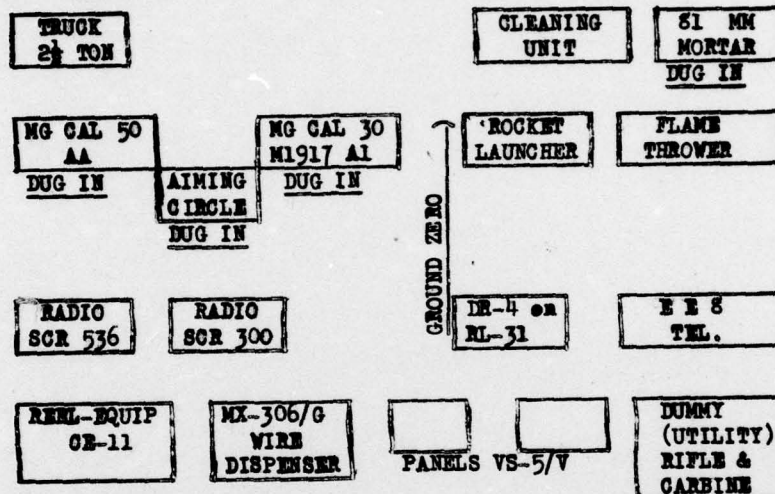 TRUCK
2½ TON
CLEANING
UNIT
81 MM
MORTAR
DUG IN
MG CAL 50
AA
DUG IN
AIMING
CIRCLE
DUG IN
MG CAL 30
M1917 A1
DUG IN
GROUND ZERO
ROCKET
LAUNCHER
FLAME
THROWER
RADIO
SCR 536
RADIO
SCR 300
DR-4 on
RL-31
E E 8
TEL.
REEL-EQUIP
CE-11
MX-306/G
WIRE
DISPENSER
PANELS VS-5/V
DUMMY
(UTILITY)
RIFLE &
CARBINE